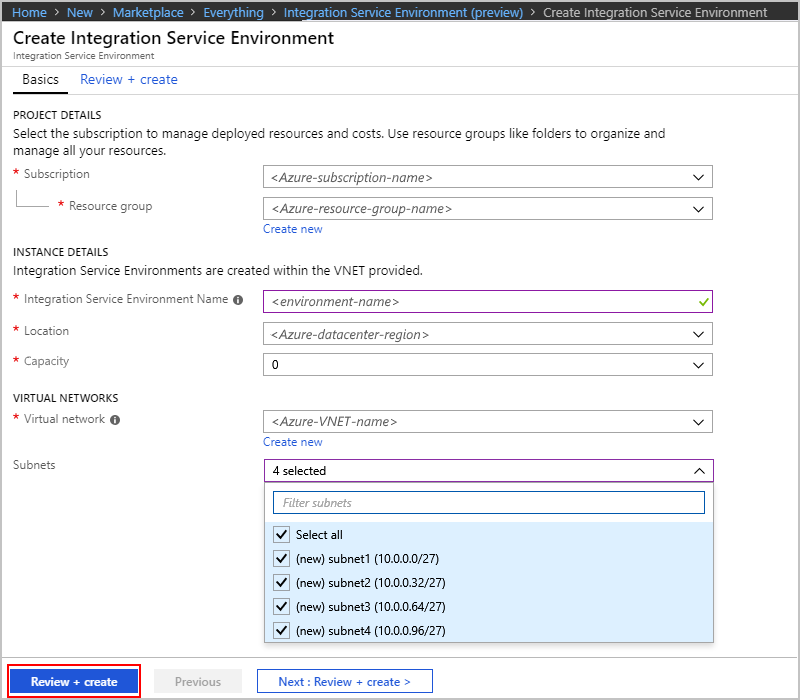 Home > New > Marketplace > Everything > Integration Service Environment (preview) > Create Integration Service Environment
Create Integration Service Environment
Integration Service Environment
Basics Review + create
PROJECT DETAILS
Select the subscription to manage deployed resources and costs. Use resource groups like folders to organize and
manage all your resources.
* Subscription <Azure-subscription-name>
* Resource group <Azure-resource-group-name>
Create new
INSTANCE DETAILS
Integration Service Environments are created within the VNET provided.
* Integration Service Environment Name <environment-name>
* Location <Azure-datacenter-region>
* Capacity 0
VIRTUAL NETWORKS
* Virtual network <Azure-VNET-name>
Create new
Subnets 4 selected
Filter subnets
Select all
(new) subnet1 (10.0.0.0/27)
(new) subnet2 (10.0.0.32/27)
(new) subnet3 (10.0.0.64/27)
(new) subnet4 (10.0.0.96/27)
Review + create Previous Next : Review + create >